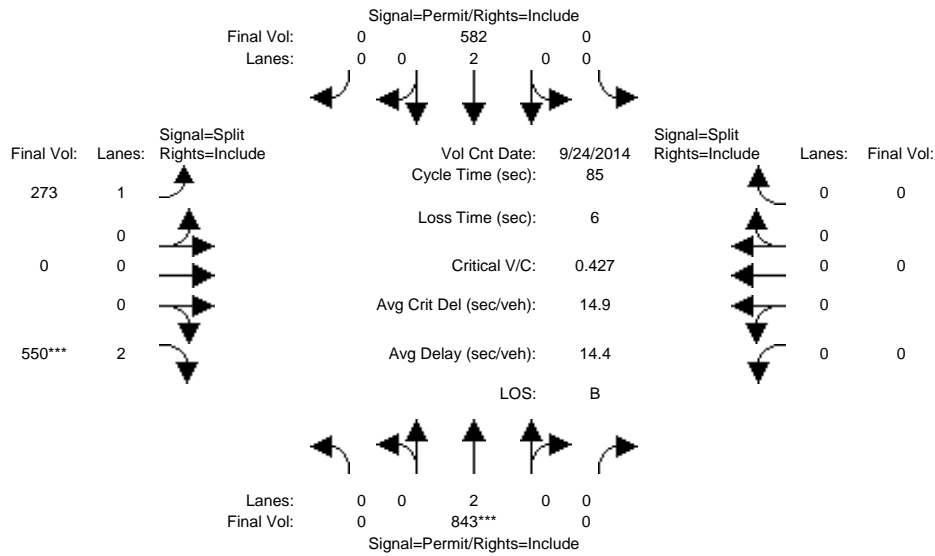 Signal=Permit/Rights=Include
Final Vol: 0 582 0
Lanes: 0 0 2 0 0
Signal=Split
Final Vol: Lanes: Rights=Include
Vol Cnt Date: 9/24/2014
Signal=Split
Rights=Include Lanes: Final Vol:
Cycle Time (sec): 85
273 1
0 0
Loss Time (sec): 6
0
0
0 0
Critical V/C: 0.427
0 0
0
Avg Crit Del (sec/veh): 14.9
0
550*** 2
Avg Delay (sec/veh): 14.4
0 0
LOS: B
Lanes: 0 0 2 0 0
Final Vol: 0 843*** 0
Signal=Permit/Rights=Include